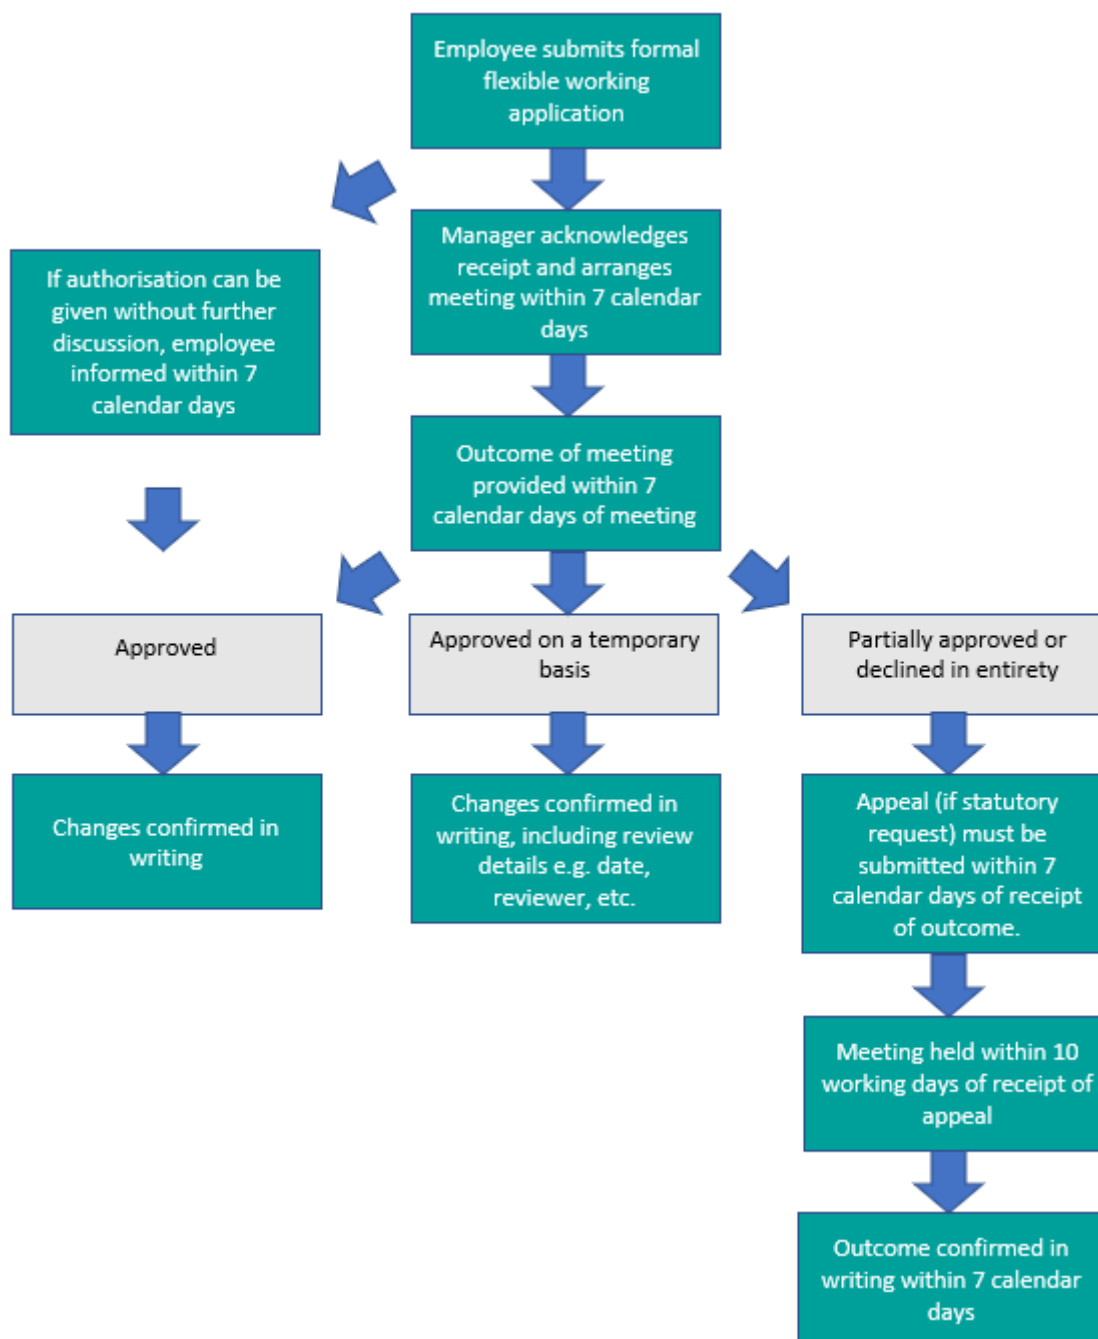 Employee submits formal
flexible working
application
Manager acknowledges
receipt and arranges
meeting within 7 calendar
days
If authorisation can be
given without further
discussion, employee
informed within 7
calendar days
Outcome of meeting
provided within 7
calendar days of meeting
Approved
Approved on a temporary
basis
Partially approved or
declined in entirety
Changes confirmed in
writing
Changes confirmed in
writing, including review
details e.g. date,
reviewer, etc.
Appeal (if statutory
request) must be
submitted within 7
calendar days of receipt
of outcome.
Meeting held within 10
working days of receipt of
appeal
Outcome confirmed in
writing within 7 calendar
days